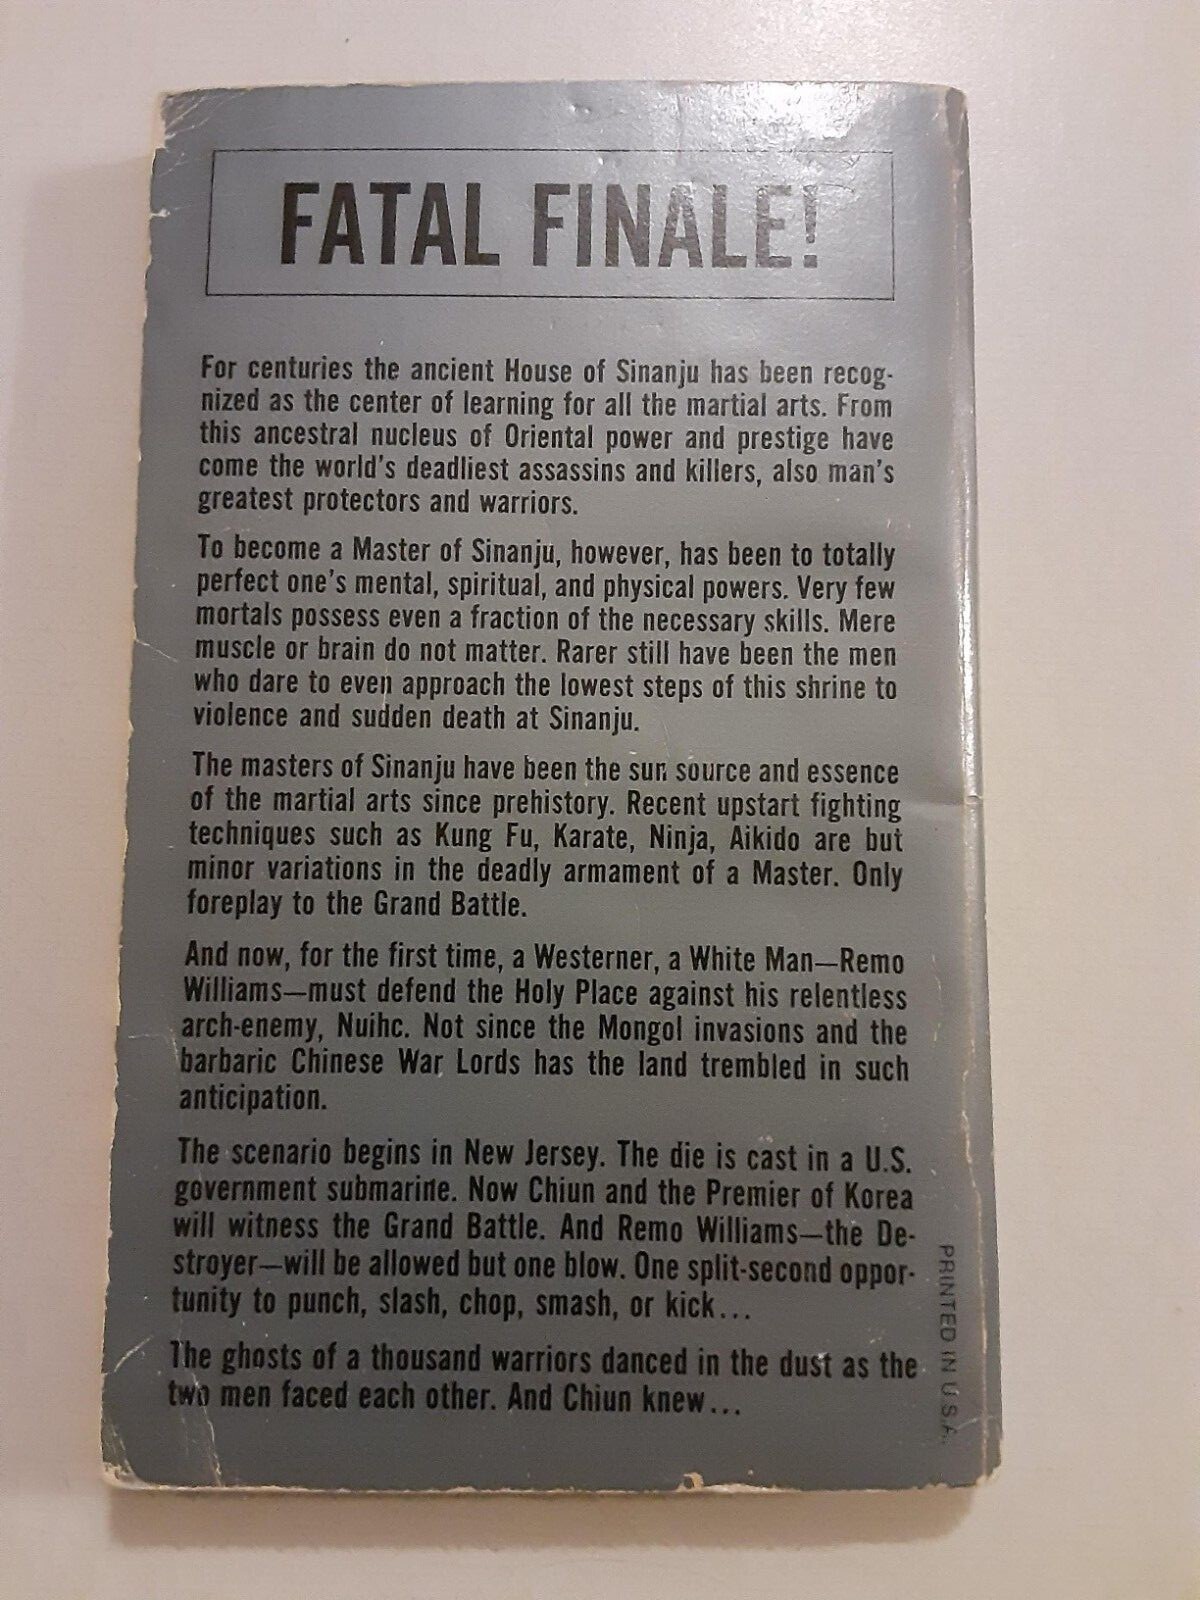 FATAL FINALE!
For centuries the ancient House of Sinanju has been recog-
nized as the center of learning for all the martial arts. From
this ancestral nucleus of Oriental power and prestige have
come the world's deadliest assassins and killers, also man's
greatest protectors and warriors.
To become a Master of Sinanju, however, has been to totally
perfect one's mental, spiritual, and physical powers. Very few
mortals possess even a fraction of the necessary skills. Mere
muscle or brain do not matter. Rarer still have been the men
who dare to even approach the lowest steps of this shrine to
violence and sudden death at Sinanju.
The masters of Sinanju have been the sun source and essence
of the martial arts since prehistory. Recent upstart fighting
techniques such as Kung Fu, Karate, Ninja, Aikido are but
minor variations in the deadly armament of a Master. Only
foreplay to the Grand Battle.
And now, for the first time, a Westerner, a White Man—Remo
Williams—must defend the Holy Place against his relentless
arch-enemy, Nuihc. Not since the Mongol invasions and the
barbaric Chinese War Lords has the land trembled in such
anticipation.
The scenario begins in New Jersey. The die is cast in a U.S.
government submarine. Now Chiun and the Premier of Korea
will witness the Grand Battle. And Remo Williams—the De-
stroyer—will be allowed but one blow. One split-second oppor-
tunity to punch, slash, chop, smash, or kick...
The ghosts of a thousand warriors danced in the dust as the
two men faced each other. And Chiun knew...
PRINTED IN U.S.A.